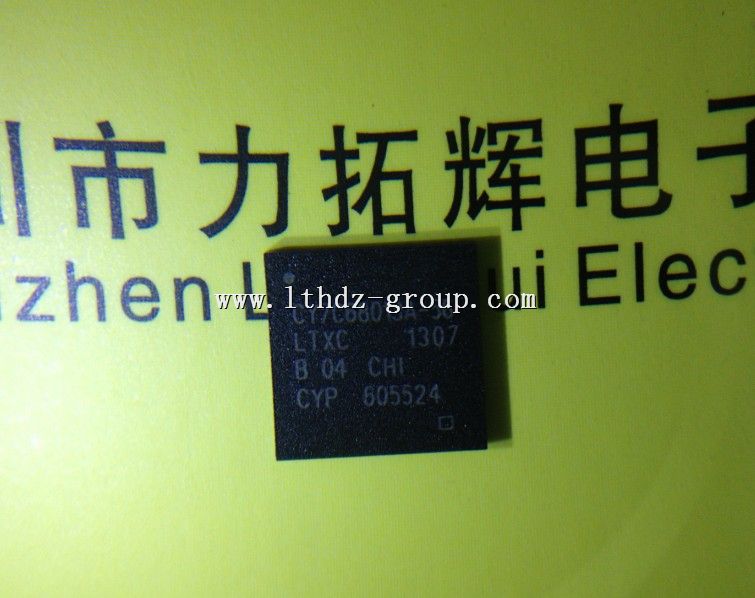 圳市力拓辉电子
zhen L ui Elec
www.lthdz-group.com
LTXC 1307
B 04 CHI
CYP 605524